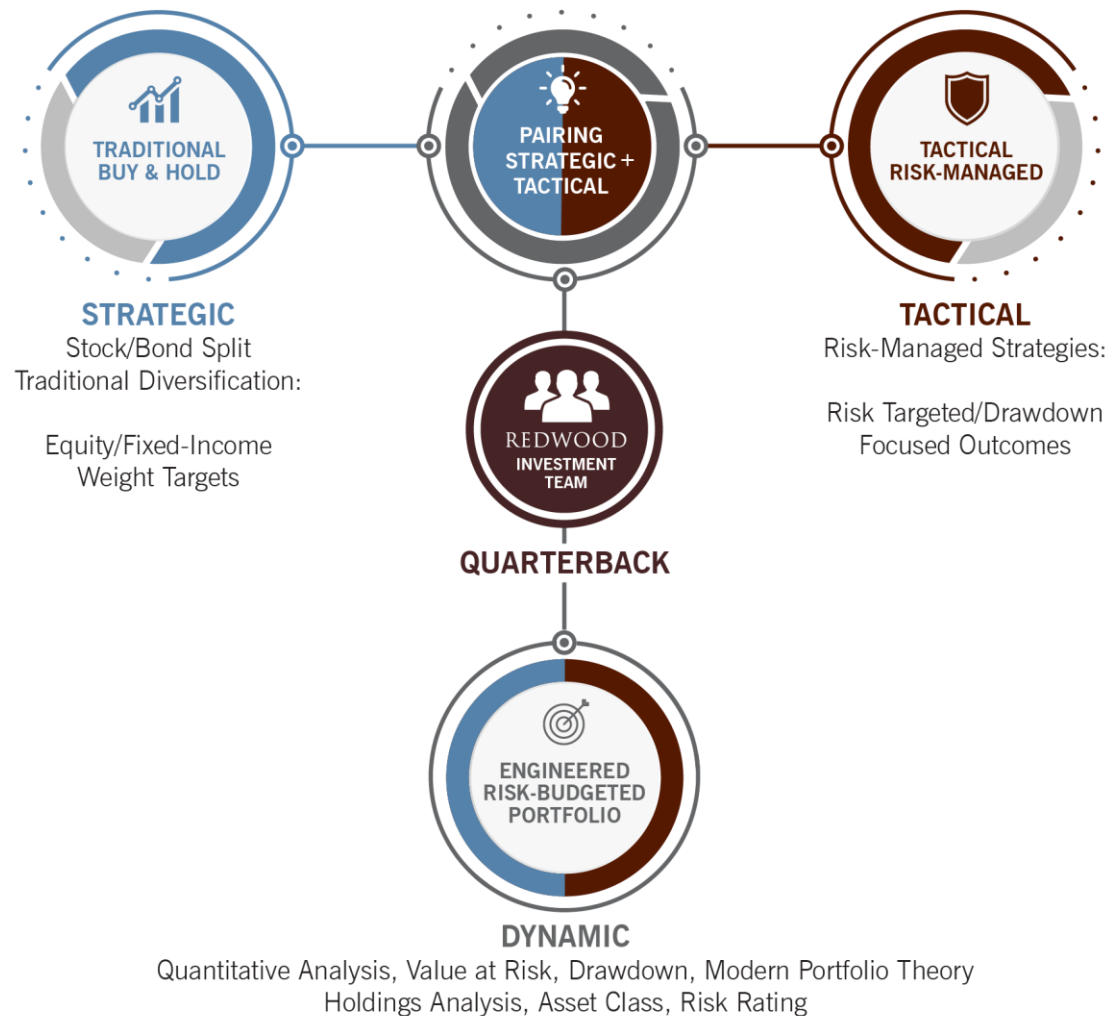 TRADITIONAL
BUY & HOLD
STRATEGIC
Stock/Bond Split
Traditional Diversification:
Equity/Fixed-Income
Weight Targets
PAIRING
STRATEGIC +
TACTICAL
TACTICAL
RISK-MANAGED
TACTICAL
Risk-Managed Strategies:
Risk Targeted/Drawdown
Focused Outcomes
REDWOOD
INVESTMENT
TEAM
QUARTERBACK
ENGINEERED
RISK-BUDGETED
PORTFOLIO
DYNAMIC
Quantitative Analysis, Value at Risk, Drawdown, Modern Portfolio Theory
Holdings Analysis, Asset Class, Risk Rating